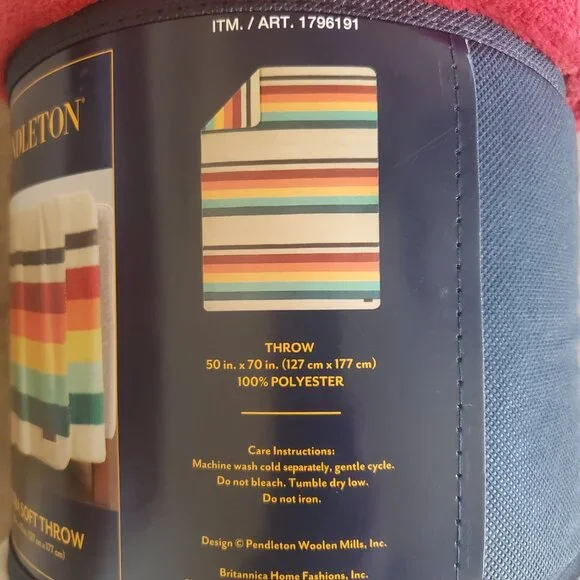 ITM. / ART. 1796191
SOFT THROW
THROW
50 in. x 70 in. (127 cm x 177 cm)
100% POLYESTER
Care Instructions:
Machine wash cold separately, gentle cycle.
Do not bleach. Tumble dry low.
Do not iron.
Design © Pendleton Woolen Mills, Inc.
Britannica Home Fashions, Inc.